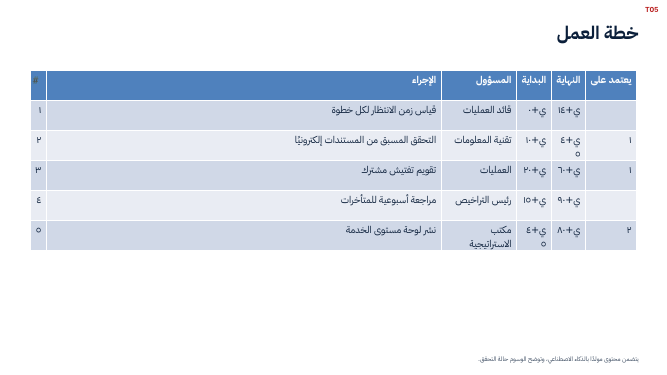 T05
خطة العمل
# الإجراء المسؤول البداية النهاية يعتمد على
١ قياس زمن الانتظار لكل خطوة قائد العمليات ي+٠ ي+١٤
٢ التحقق المسبق من المستندات إلكترونيًا تقنية المعلومات ي+١٠ ي+٤٥ ١
٣ تقويم تفتيش مشترك العمليات ي+٢٠ ي+٦٠ ١
٤ مراجعة أسبوعية للمتأخرات رئيس التراخيص ي+١٥ ي+٩٠
٥ نشر لوحة مستوى الخدمة مكتب الاستراتيجية ي+٤٥ ي+٨٠ ٢
يتضمن محتوى مولدًا بالذكاء الاصطناعي، وتوضح الوسوم حالة التحقق.